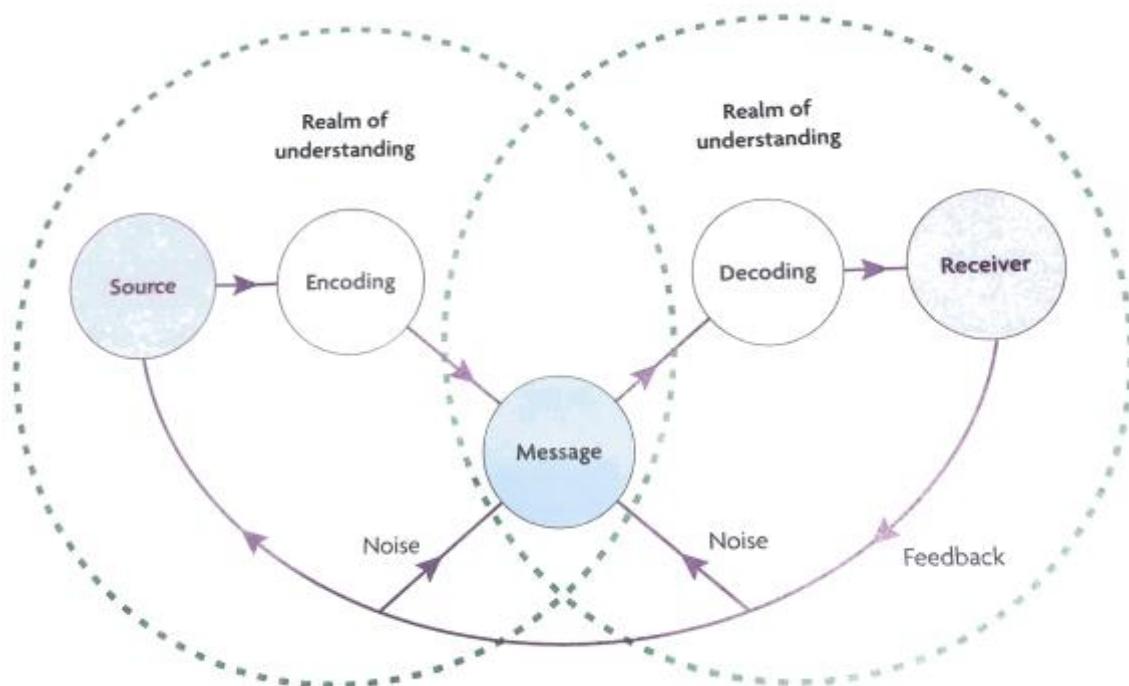 Realm of
understanding
Realm of
understanding
Source
Encoding
Decoding
Receiver
Message
Noise
Noise
Feedback